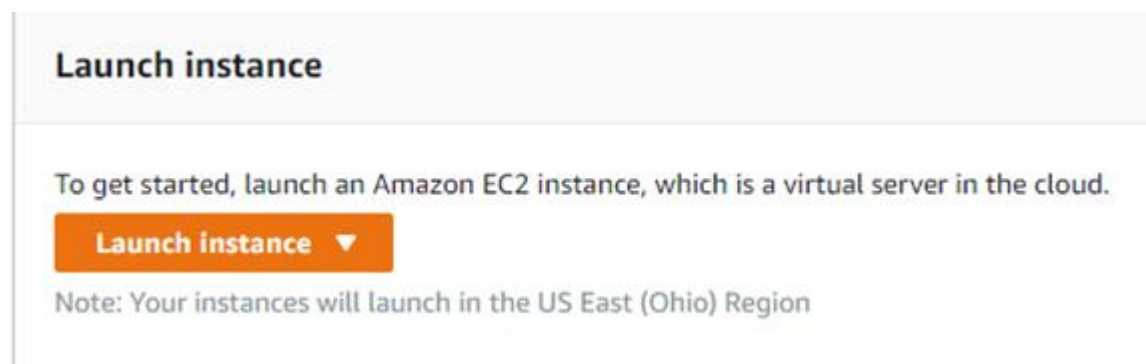 Launch instance
To get started, launch an Amazon EC2 instance, which is a virtual server in the cloud.
Launch instance
Note: Your instances will launch in the US East (Ohio) Region